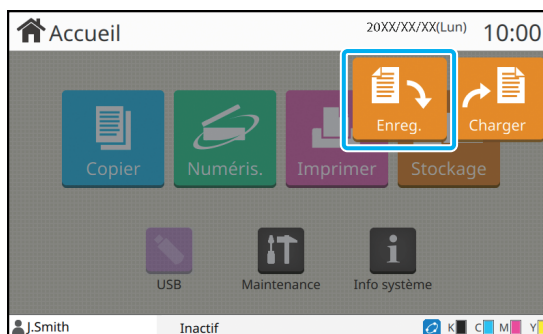 Accueil
20XX/XX/XX(Lun) 10:00
Enreg. Charger
Copier Numéris. Imprimer Stockage
USB Maintenance Info système
J.Smith Inactif K C M Y